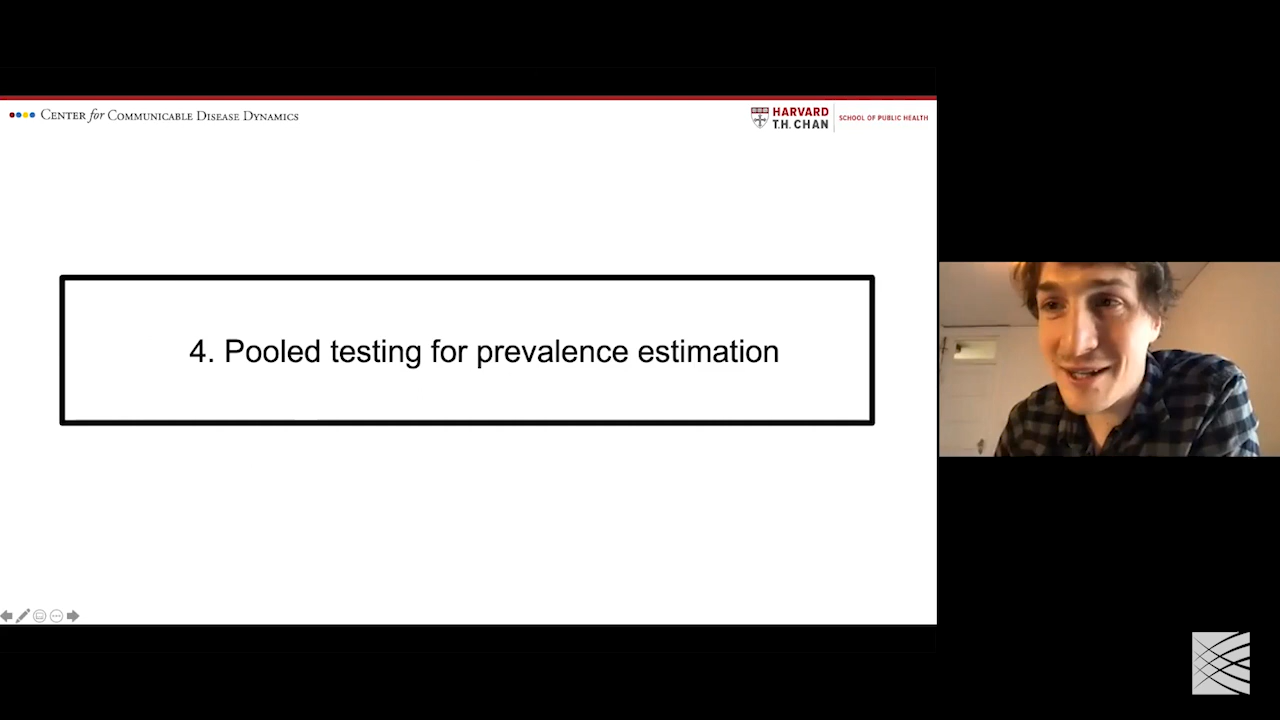 CENTER for COMMUNICABLE DISEASE DYNAMICS
HARVARD
T.H. CHAN
SCHOOL OF PUBLIC HEALTH
4. Pooled testing for prevalence estimation